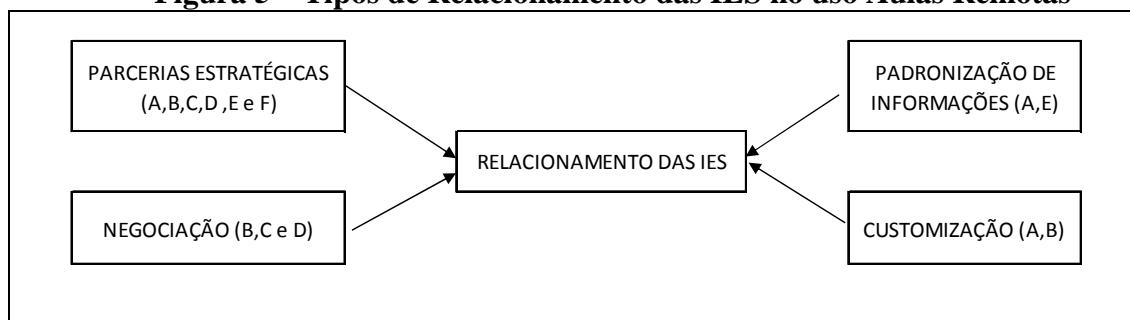 Tipos de Relacionamento das IES no uso Aulas Remotas
PARCERIAS ESTRATÉGICAS
(A,B,C,D ,E e F)
PADRONIZAÇÃO DE
INFORMAÇÕES (A,E)
RELACIONAMENTO DAS IES
NEGOCIAÇÃO (B,C e D)
CUSTOMIZAÇÃO (A,B)